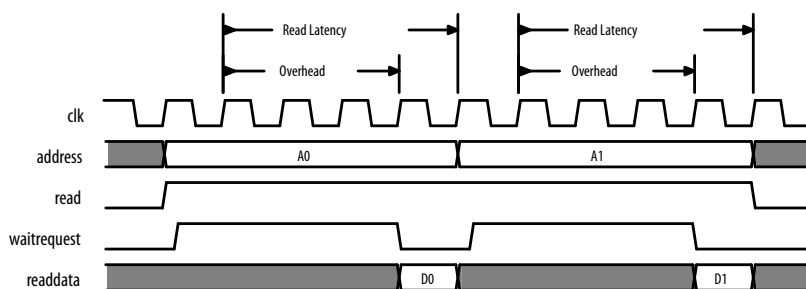 Read Latency Read Latency
Overhead Overhead
clk
address A0 A1
read
waitrequest
readdata D0 D1